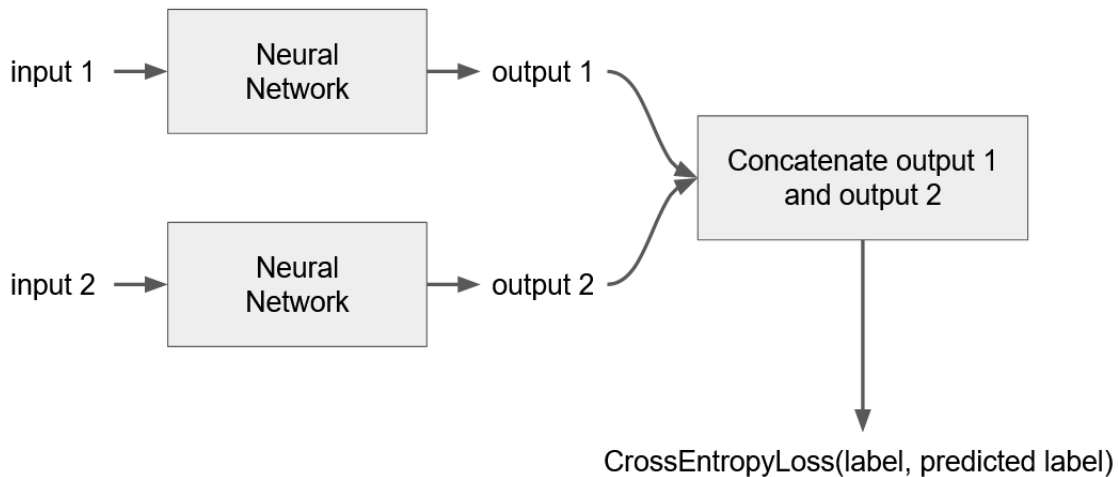 input 1
Neural
Network
output 1
Concatenate output 1
and output 2
input 2
Neural
Network
output 2
CrossEntropyLoss(label, predicted label)